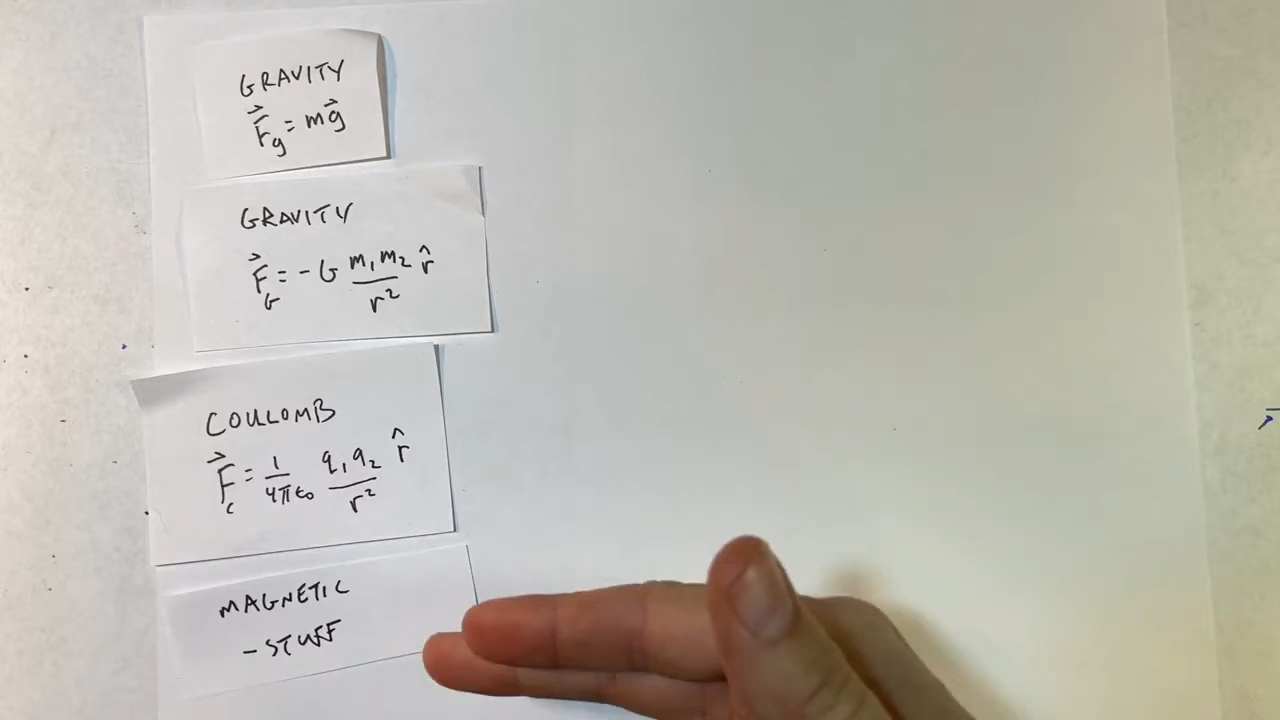 GRAVITY
F⃗g = mg⃗
GRAVITY
F⃗G = -G m₁m₂/r² r̂
COULOMB
F⃗c = 1/4πε₀ q₁q₂/r² r̂
MAGNETIC
- STUFF